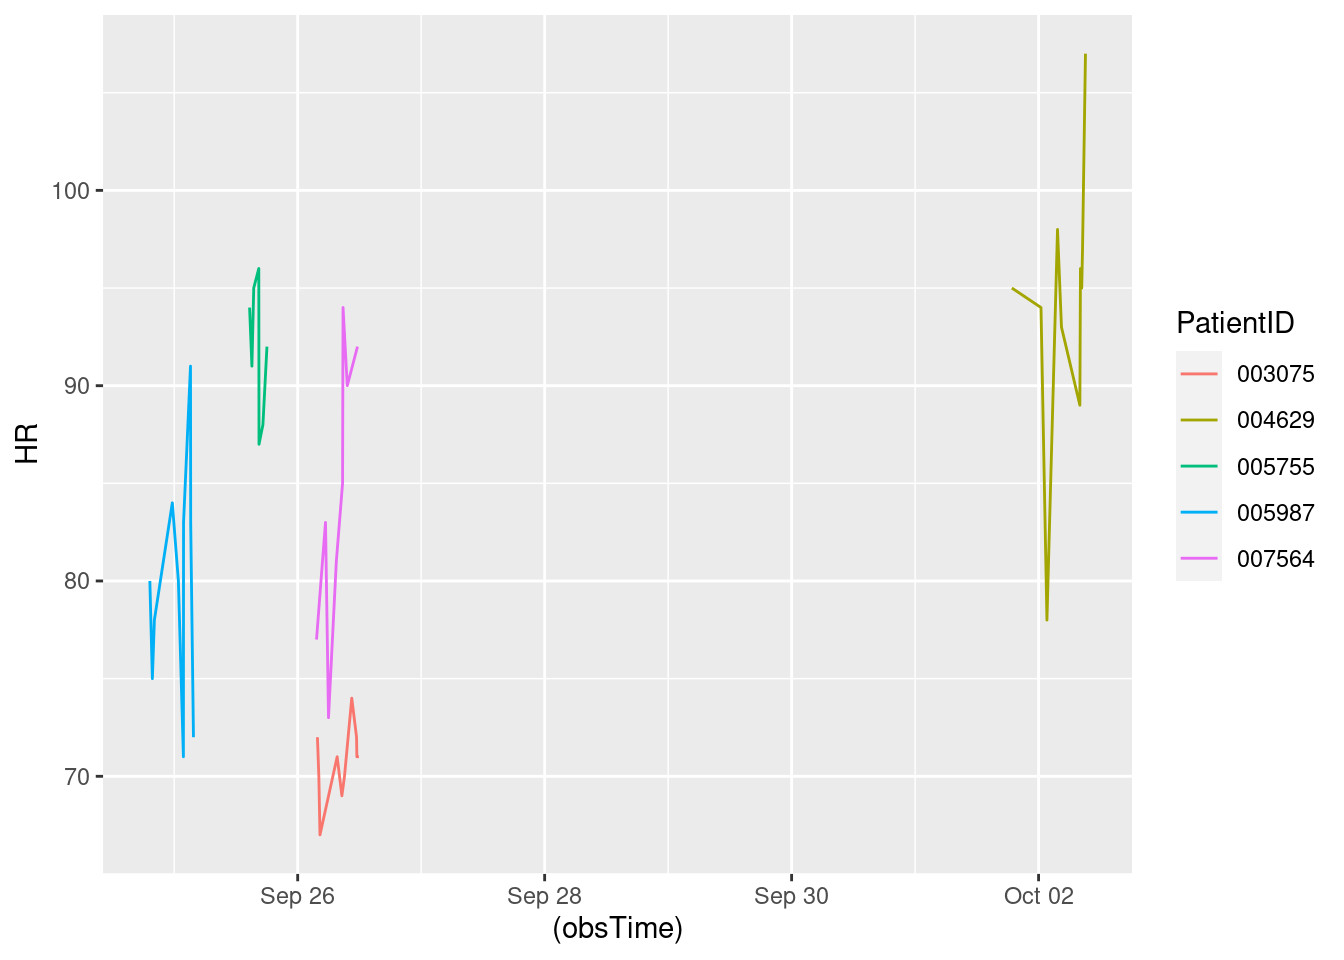 100
90
80
70
HR
Sep 26
Sep 28
Sep 30
Oct 02
(obsTime)
PatientID
003075
004629
005755
005987
007564